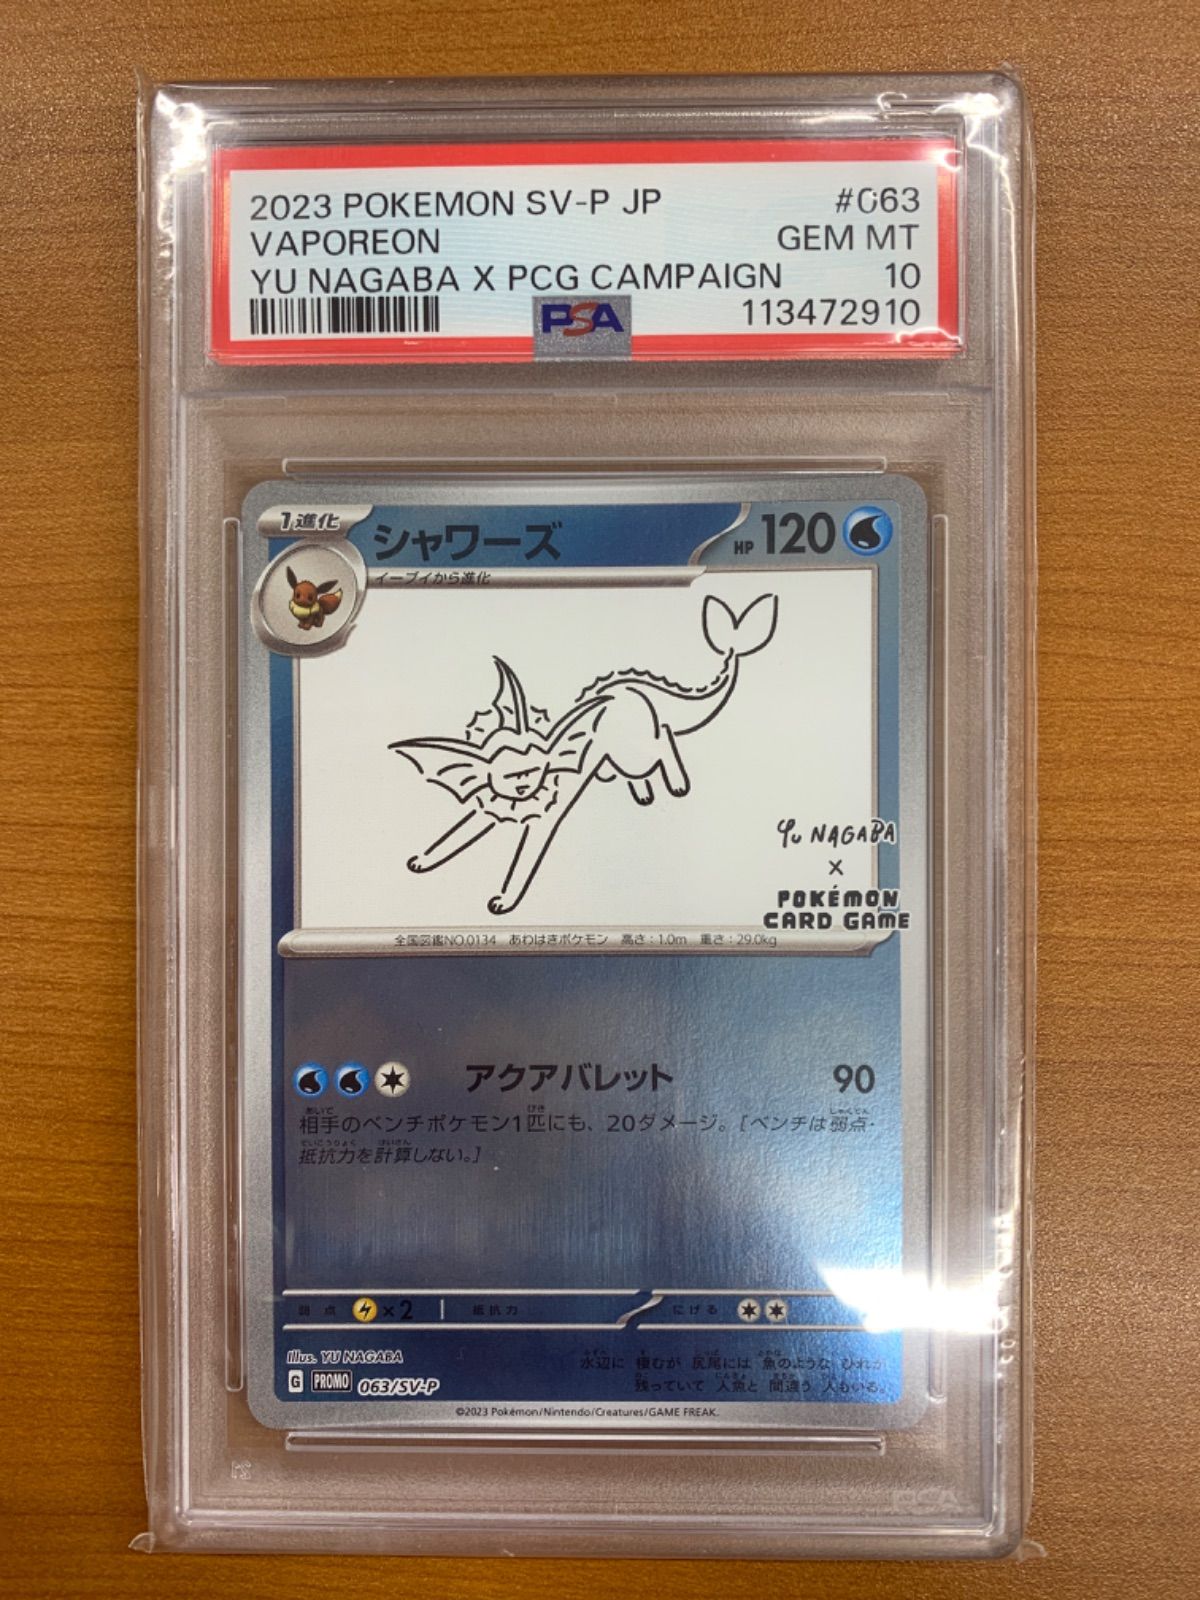 2023 POKEMON SV-P JP #063
VAPOREON GEM MT
YU NAGABA X PCG CAMPAIGN 10
PSA 113472910
1進化 シャワーズ HP 120
イーブイから進化
Yu NAGABA
×
POKÉMON
CARD GAME
全国図鑑NO.0134 あわはきポケモン 高さ：1.0m 重さ：29.0kg
アクアバレット 90
相手のベンチポケモン1匹にも、20ダメージ。[ベンチは弱点・
抵抗力を計算しない。]
弱点 ×2 抵抗力 にげる
Illus. YU NAGABA
水辺に 棲むが 尻尾には 魚のような ひれが
残っていて 人魚と 間違う 人もいる。
G PROMO 063/SV-P
©2023 Pokémon/Nintendo/Creatures/GAME FREAK.